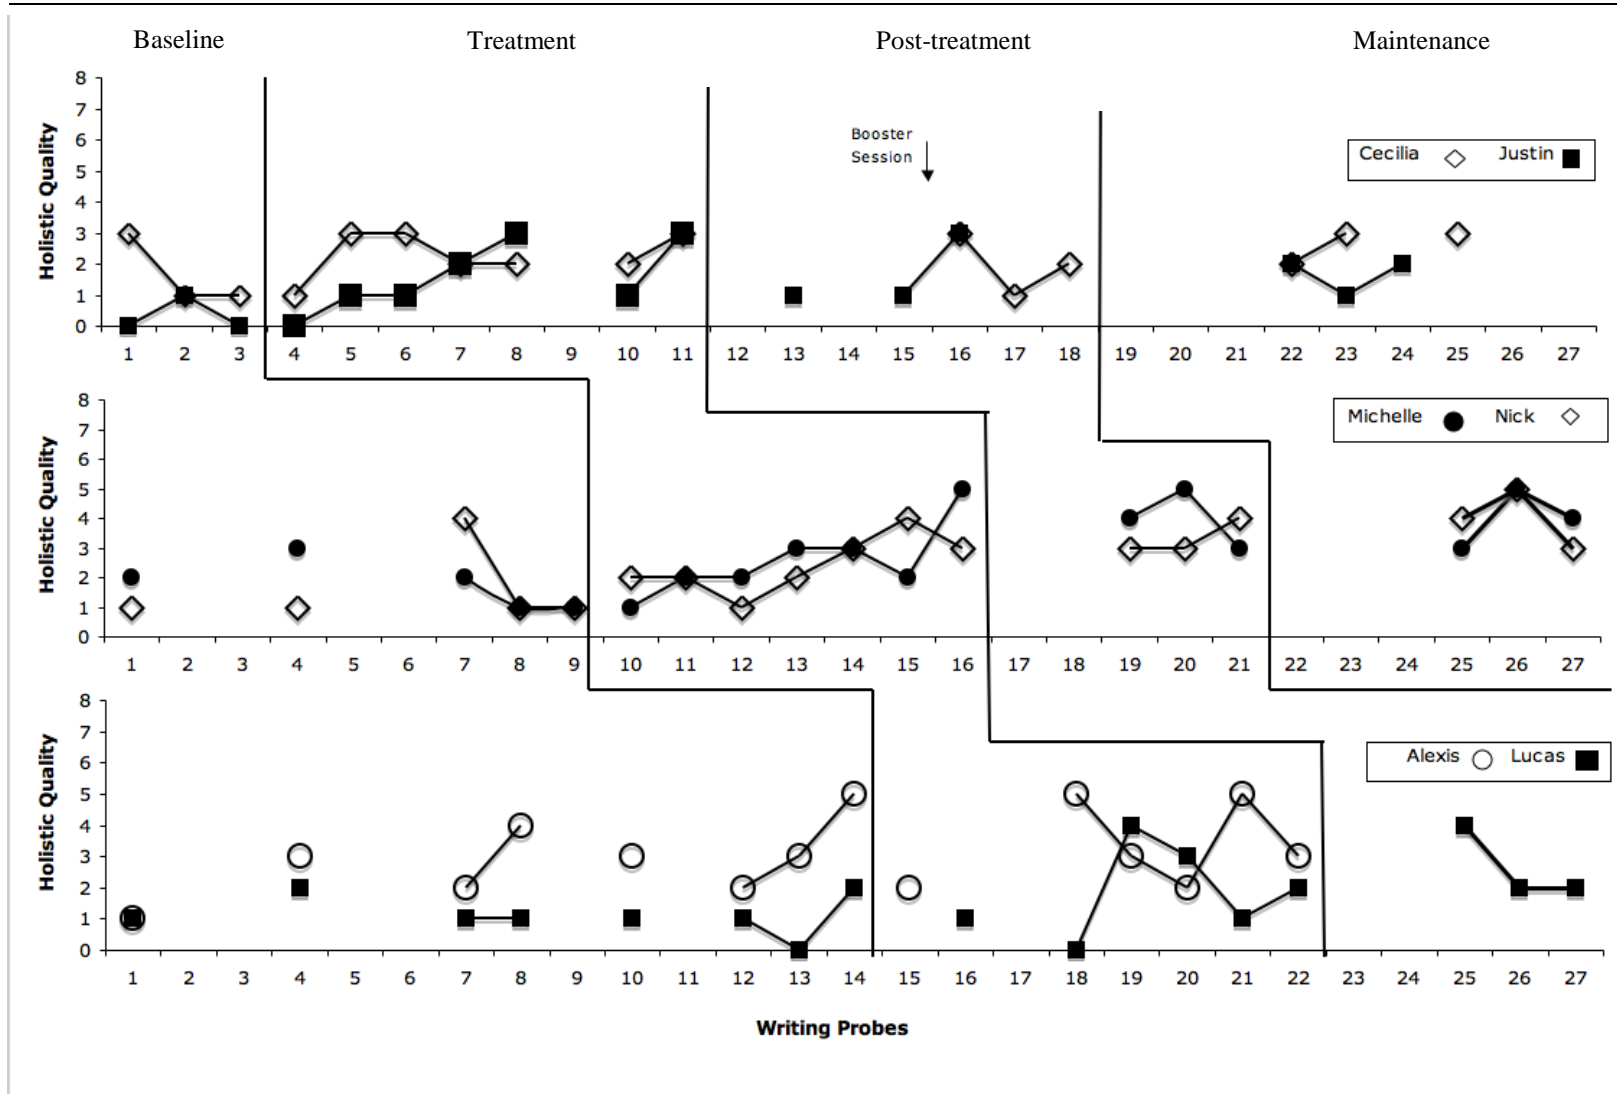 Baseline Treatment Post-treatment Maintenance
8
7
6
5
4
3
2
1
0
Holistic Quality
Booster
Session
Cecilia Justin
1 2 3 4 5 6 7 8 9 10 11 12 13 14 15 16 17 18 19 20 21 22 23 24 25 26 27
8
7
6
5
4
3
2
1
0
Holistic Quality
Michelle Nick
1 2 3 4 5 6 7 8 9 10 11 12 13 14 15 16 17 18 19 20 21 22 23 24 25 26 27
8
7
6
5
4
3
2
1
0
Holistic Quality
Alexis Lucas
1 2 3 4 5 6 7 8 9 10 11 12 13 14 15 16 17 18 19 20 21 22 23 24 25 26 27
Writing Probes